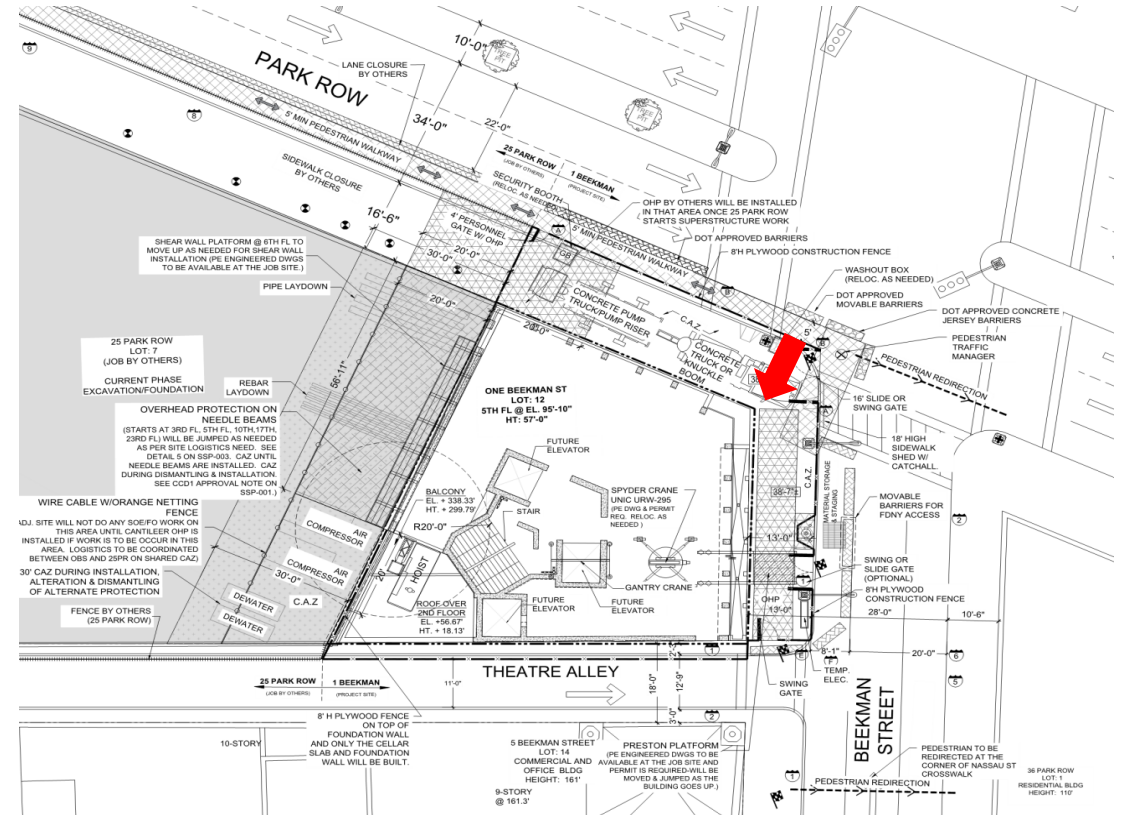 10'-0"
PARK ROW
LANE CLOSURE
BY OTHERS
TREE
PIT
TREE
PIT
34'-0"
22'-0"
9
8
5' MIN PEDESTRIAN WALKWAY
SIDEWALK CLOSURE
BY OTHERS
25 PARK ROW
(JOB BY OTHERS)
1 BEEKMAN
(PROJECT SITE)
SECURITY BOOTH
(RELOC. AS NEEDED)
16'-6"
4' PERSONNEL
GATE W/ OHP
20'-0"
30'-0"
GB
5' MIN PEDESTRIAN WALKWAY
OHP BY OTHERS WILL BE INSTALLED
IN THAT AREA ONCE 25 PARK ROW
STARTS SUPERSTRUCTURE WORK
DOT APPROVED BARRIERS
8'H PLYWOOD CONSTRUCTION FENCE
WASHOUT BOX
(RELOC. AS NEEDED)
DOT APPROVED
MOVABLE BARRIERS
DOT APPROVED CONCRETE
JERSEY BARRIERS
PEDESTRIAN
TRAFFIC
MANAGER
PEDESTRIAN REDIRECTION
5'
SHEAR WALL PLATFORM @ 6TH FL TO
MOVE UP AS NEEDED FOR SHEAR WALL
INSTALLATION (PE ENGINEERED DWGS
TO BE AVAILABLE AT THE JOB SITE.)
PIPE LAYDOWN
20'-0"
CONCRETE PUMP
TRUCK/PUMP RISER
C.A.Z
CONCRETE
TRUCK OR
KNUCKLE
BOOM
16' SLIDE OR
SWING GATE
18' HIGH
SIDEWALK
SHED W/
CATCHALL.
25 PARK ROW
LOT: 7
(JOB BY OTHERS)
CURRENT PHASE
EXCAVATION/FOUNDATION
56'-11"
REBAR
LAYDOWN
ONE BEEKMAN ST
LOT: 12
5TH FL @ EL. 95'-10"
HT: 57'-0"
OVERHEAD PROTECTION ON
NEEDLE BEAMS
(STARTS AT 3RD FL, 5TH FL, 10TH,17TH,
23RD FL) WILL BE JUMPED AS NEEDED
AS PER SITE LOGISTICS NEED. SEE
DETAIL 5 ON SSP-003. CAZ UNTIL
NEEDLE BEAMS ARE INSTALLED. CAZ
DURING DISMANTLING & INSTALLATION.
SEE CCD1 APPROVAL NOTE ON
SSP-001.)
FUTURE
ELEVATOR
BALCONY
EL. + 338.33'
HT. + 299.79'
STAIR
SPYDER CRANE
UNIC URW-295
(PE DWG & PERMIT
REQ. RELOC. AS
NEEDED )
C.A.Z.
38'-7"±
MATERIAL STORAGE
& STAGING
MOVABLE
BARRIERS FOR
FDNY ACCESS
WIRE CABLE W/ORANGE NETTING
FENCE
ADJ. SITE WILL NOT DO ANY SOE/FO WORK ON
THIS AREA UNTIL CANTILEER OHP IS
INSTALLED IF WORK IS TO BE OCCUR IN THIS
AREA. LOGISTICS TO BE COORDINATED
BETWEEN OBS AND 25PR ON SHARED CAZ)
30' CAZ DURING INSTALLATION,
ALTERATION & DISMANTLING
OF ALTERNATE PROTECTION
FENCE BY OTHERS
(25 PARK ROW)
AIR
COMPRESSOR
AIR
COMPRESSOR
30'-0"
DEWATER
DEWATER
C.A.Z
R20'-0"
20'
HOIST
ROOF OVER
2ND FLOOR
EL. +56.67'
HT. + 18.13'
FUTURE
ELEVATOR
FUTURE
ELEVATOR
GANTRY CRANE
13'-0"
OHP
13'-0"
SWING OR
SLIDE GATE
(OPTIONAL)
8'H PLYWOOD
CONSTRUCTION FENCE
28'-0"
10'-6"
8'-1"
20'-0"
TEMP.
ELEC.
SWING
GATE
THEATRE ALLEY
25 PARK ROW
(JOB BY OTHERS)
1 BEEKMAN
(PROJECT SITE)
11'-0"
18'-0"
12'-9"
3'-0"
8' H PLYWOOD FENCE
ON TOP OF
FOUNDATION WALL
AND ONLY THE CELLAR
SLAB AND FOUNDATION
WALL WILL BE BUILT.
10-STORY
5 BEEKMAN STREET
LOT: 14
COMMERCIAL AND
OFFICE BLDG
HEIGHT: 161'
9-STORY
@ 161.3'
PRESTON PLATFORM
(PE ENGINEERED DWGS TO BE
AVAILABLE AT THE JOB SITE AND
PERMIT IS REQUIRED-WILL BE
MOVED & JUMPED AS THE
BUILDING GOES UP.)
BEEKMAN
STREET
PEDESTRIAN TO BE
REDIRECTED AT THE
CORNER OF NASSAU ST
CROSSWALK
PEDESTRIAN REDIRECTION
36 PARK ROW
LOT: 1
RESIDENTIAL BLDG
HEIGHT: 110'